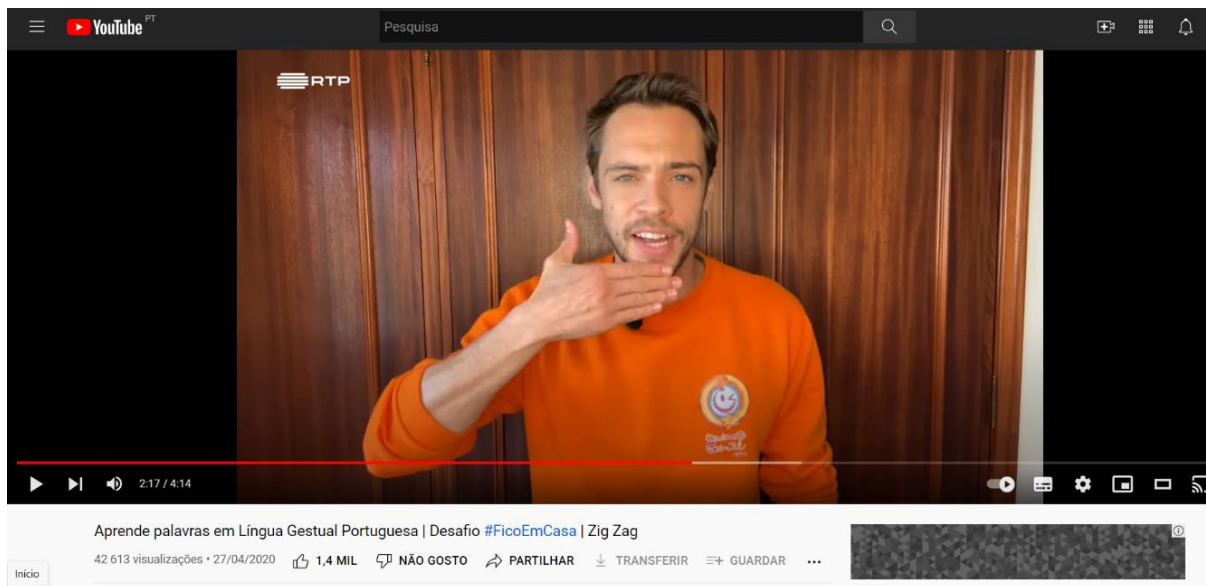 YouTube PT
Pesquisa
RTP
2:17 / 4:14
Aprende palavras em Língua Gestual Portuguesa | Desafio #FicoEmCasa | Zig Zag
42 613 visualizações • 27/04/2020 1,4 MIL NÃO GOSTO PARTILHAR TRANSFERIR GUARDAR ...
Início